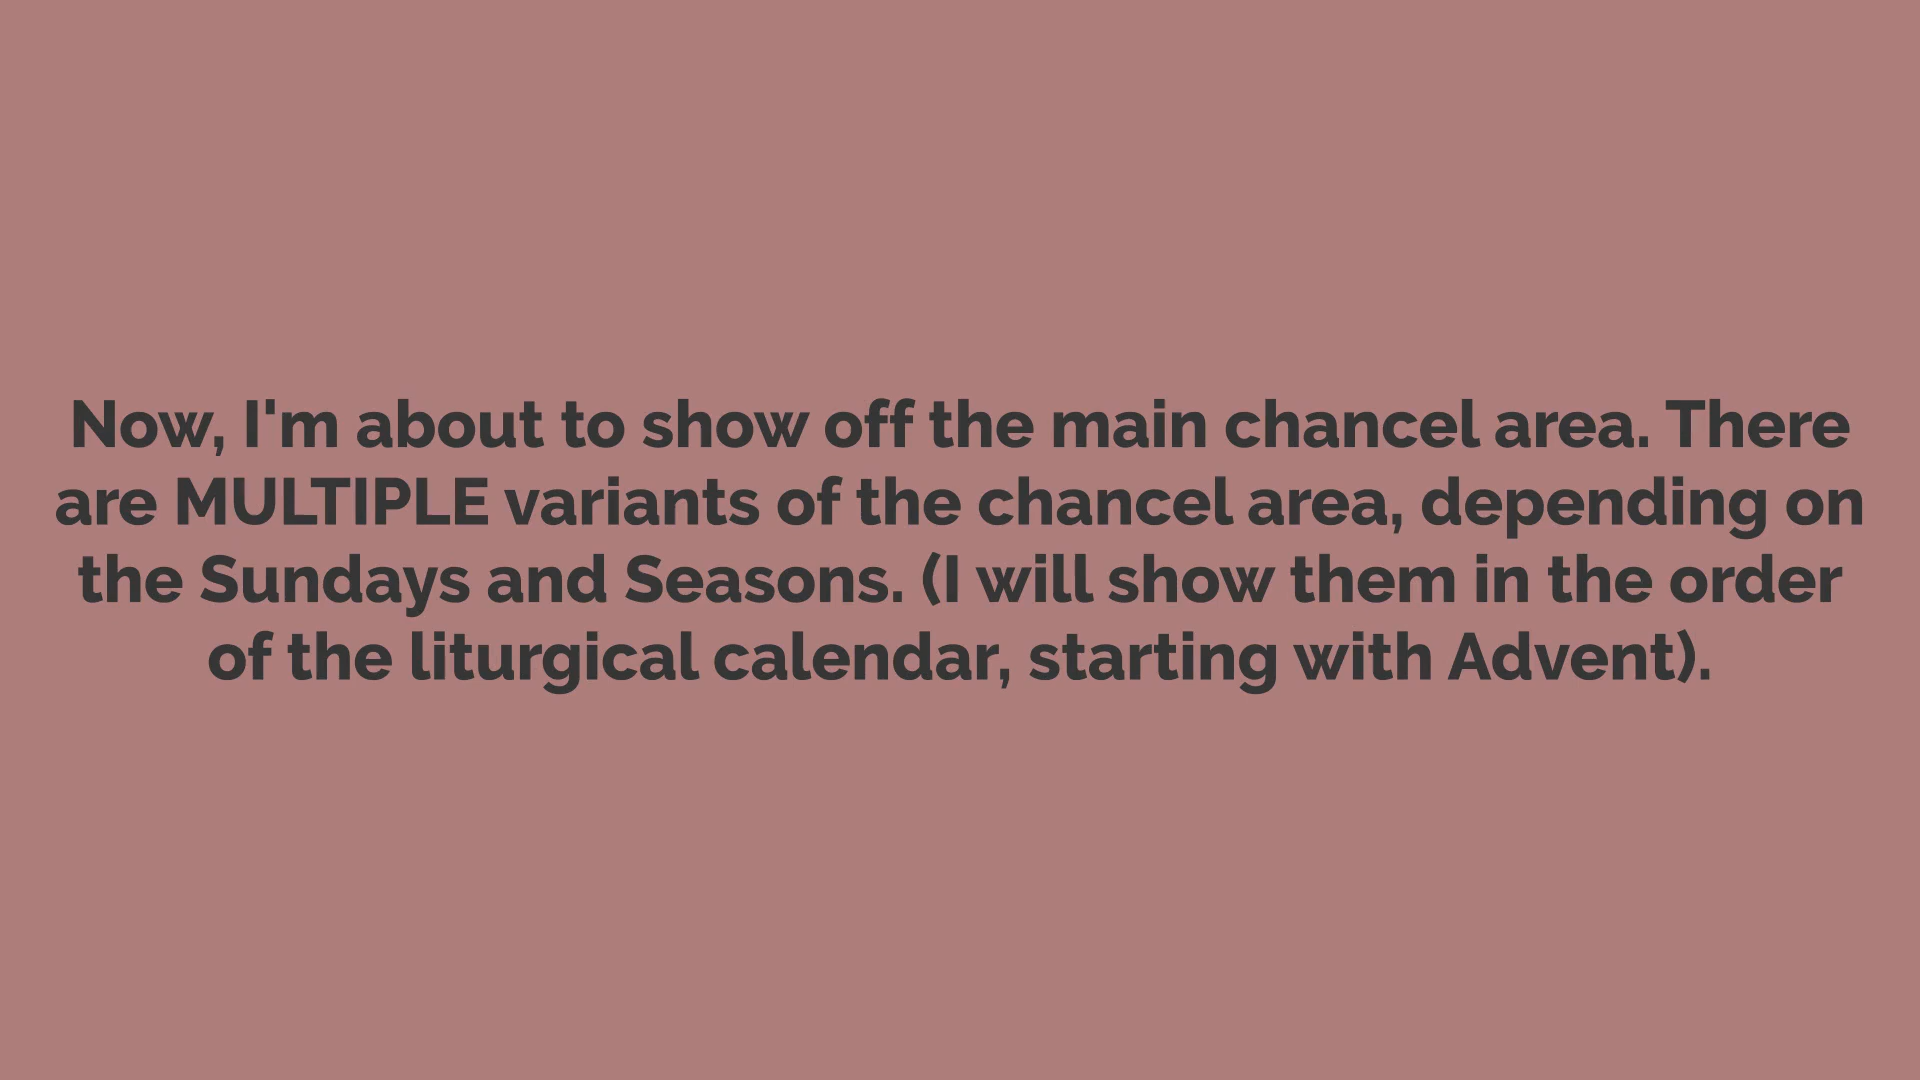 Now, I'm about to show off the main chancel area. There
are MULTIPLE variants of the chancel area, depending on
the Sundays and Seasons. (I will show them in the order
of the liturgical calendar, starting with Advent).